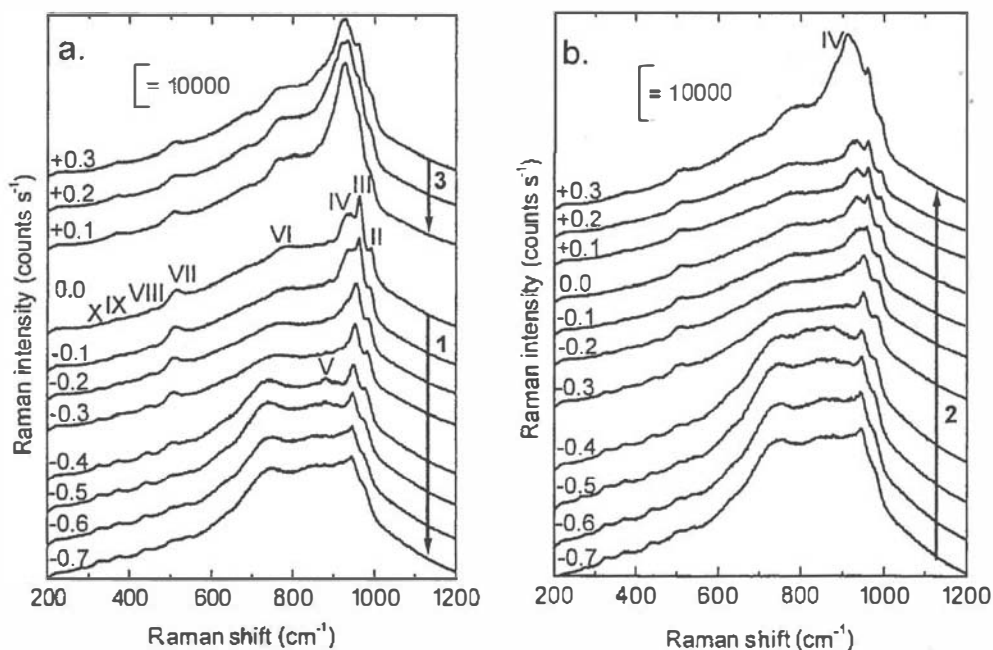 a.
= 10000
+0.3
+0.2
+0.1
0.0
-0.1
-0.2
-0.3
-0.4
-0.5
-0.6
-0.7
3
III
IV
II
VI
VII
VIII
IX
X
1
V
200 400 600 800 1000 1200
Raman shift (cm⁻¹)
Raman intensity (counts s⁻¹)
b.
IV
= 10000
+0.3
+0.2
+0.1
0.0
-0.1
-0.2
-0.3
-0.4
-0.5
-0.6
-0.7
2
200 400 600 800 1000 1200
Raman shift (cm⁻¹)
Raman intensity (counts s⁻¹)